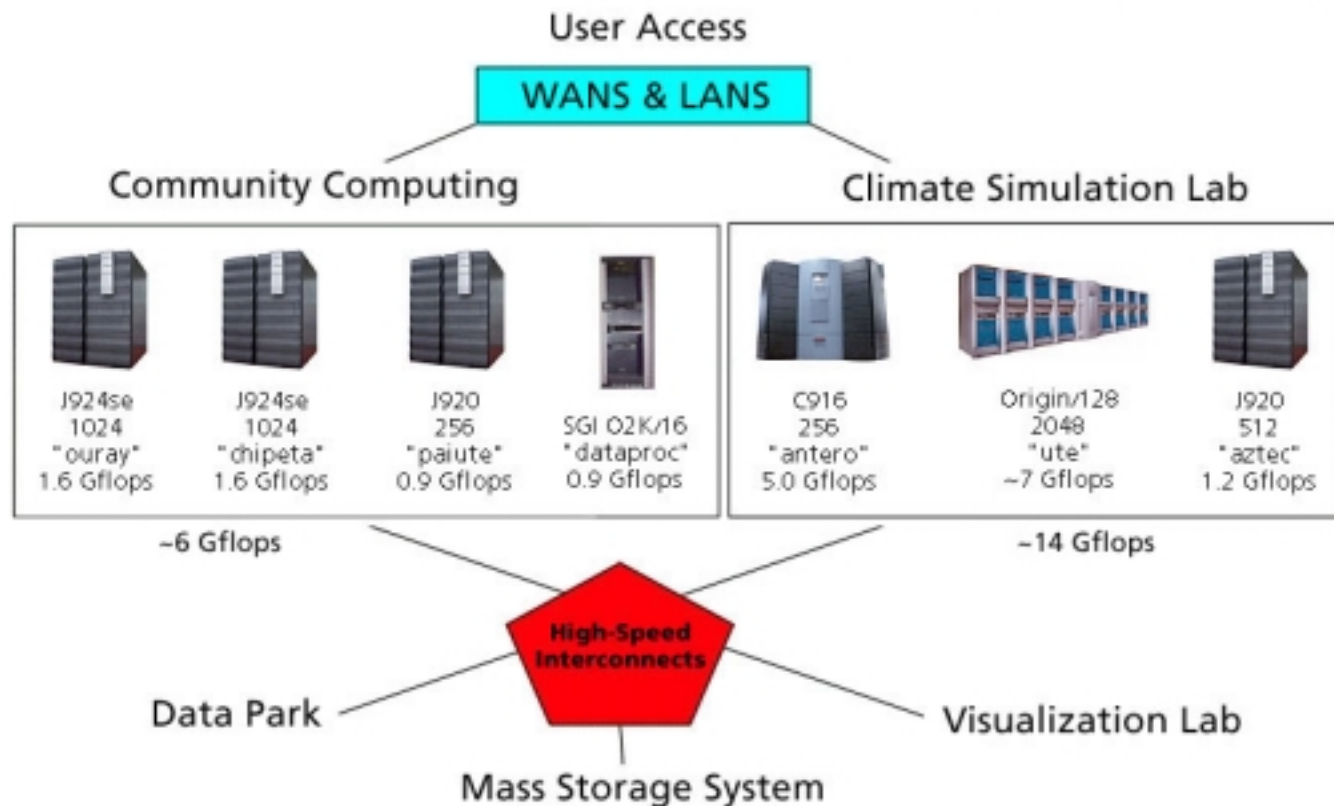 User Access
WANS & LANS
Community Computing
Climate Simulation Lab
J924se
1024
"ouray"
1.6 Gflops
J924se
1024
"chipeta"
1.6 Gflops
J920
256
"paiute"
0.9 Gflops
SGI O2K/16
"dataproc"
0.9 Gflops
C916
256
"antero"
5.0 Gflops
Origin/128
2048
"ute"
~7 Gflops
J920
512
"aztec"
1.2 Gflops
~6 Gflops
~14 Gflops
High-Speed
Interconnects
Data Park
Visualization Lab
Mass Storage System